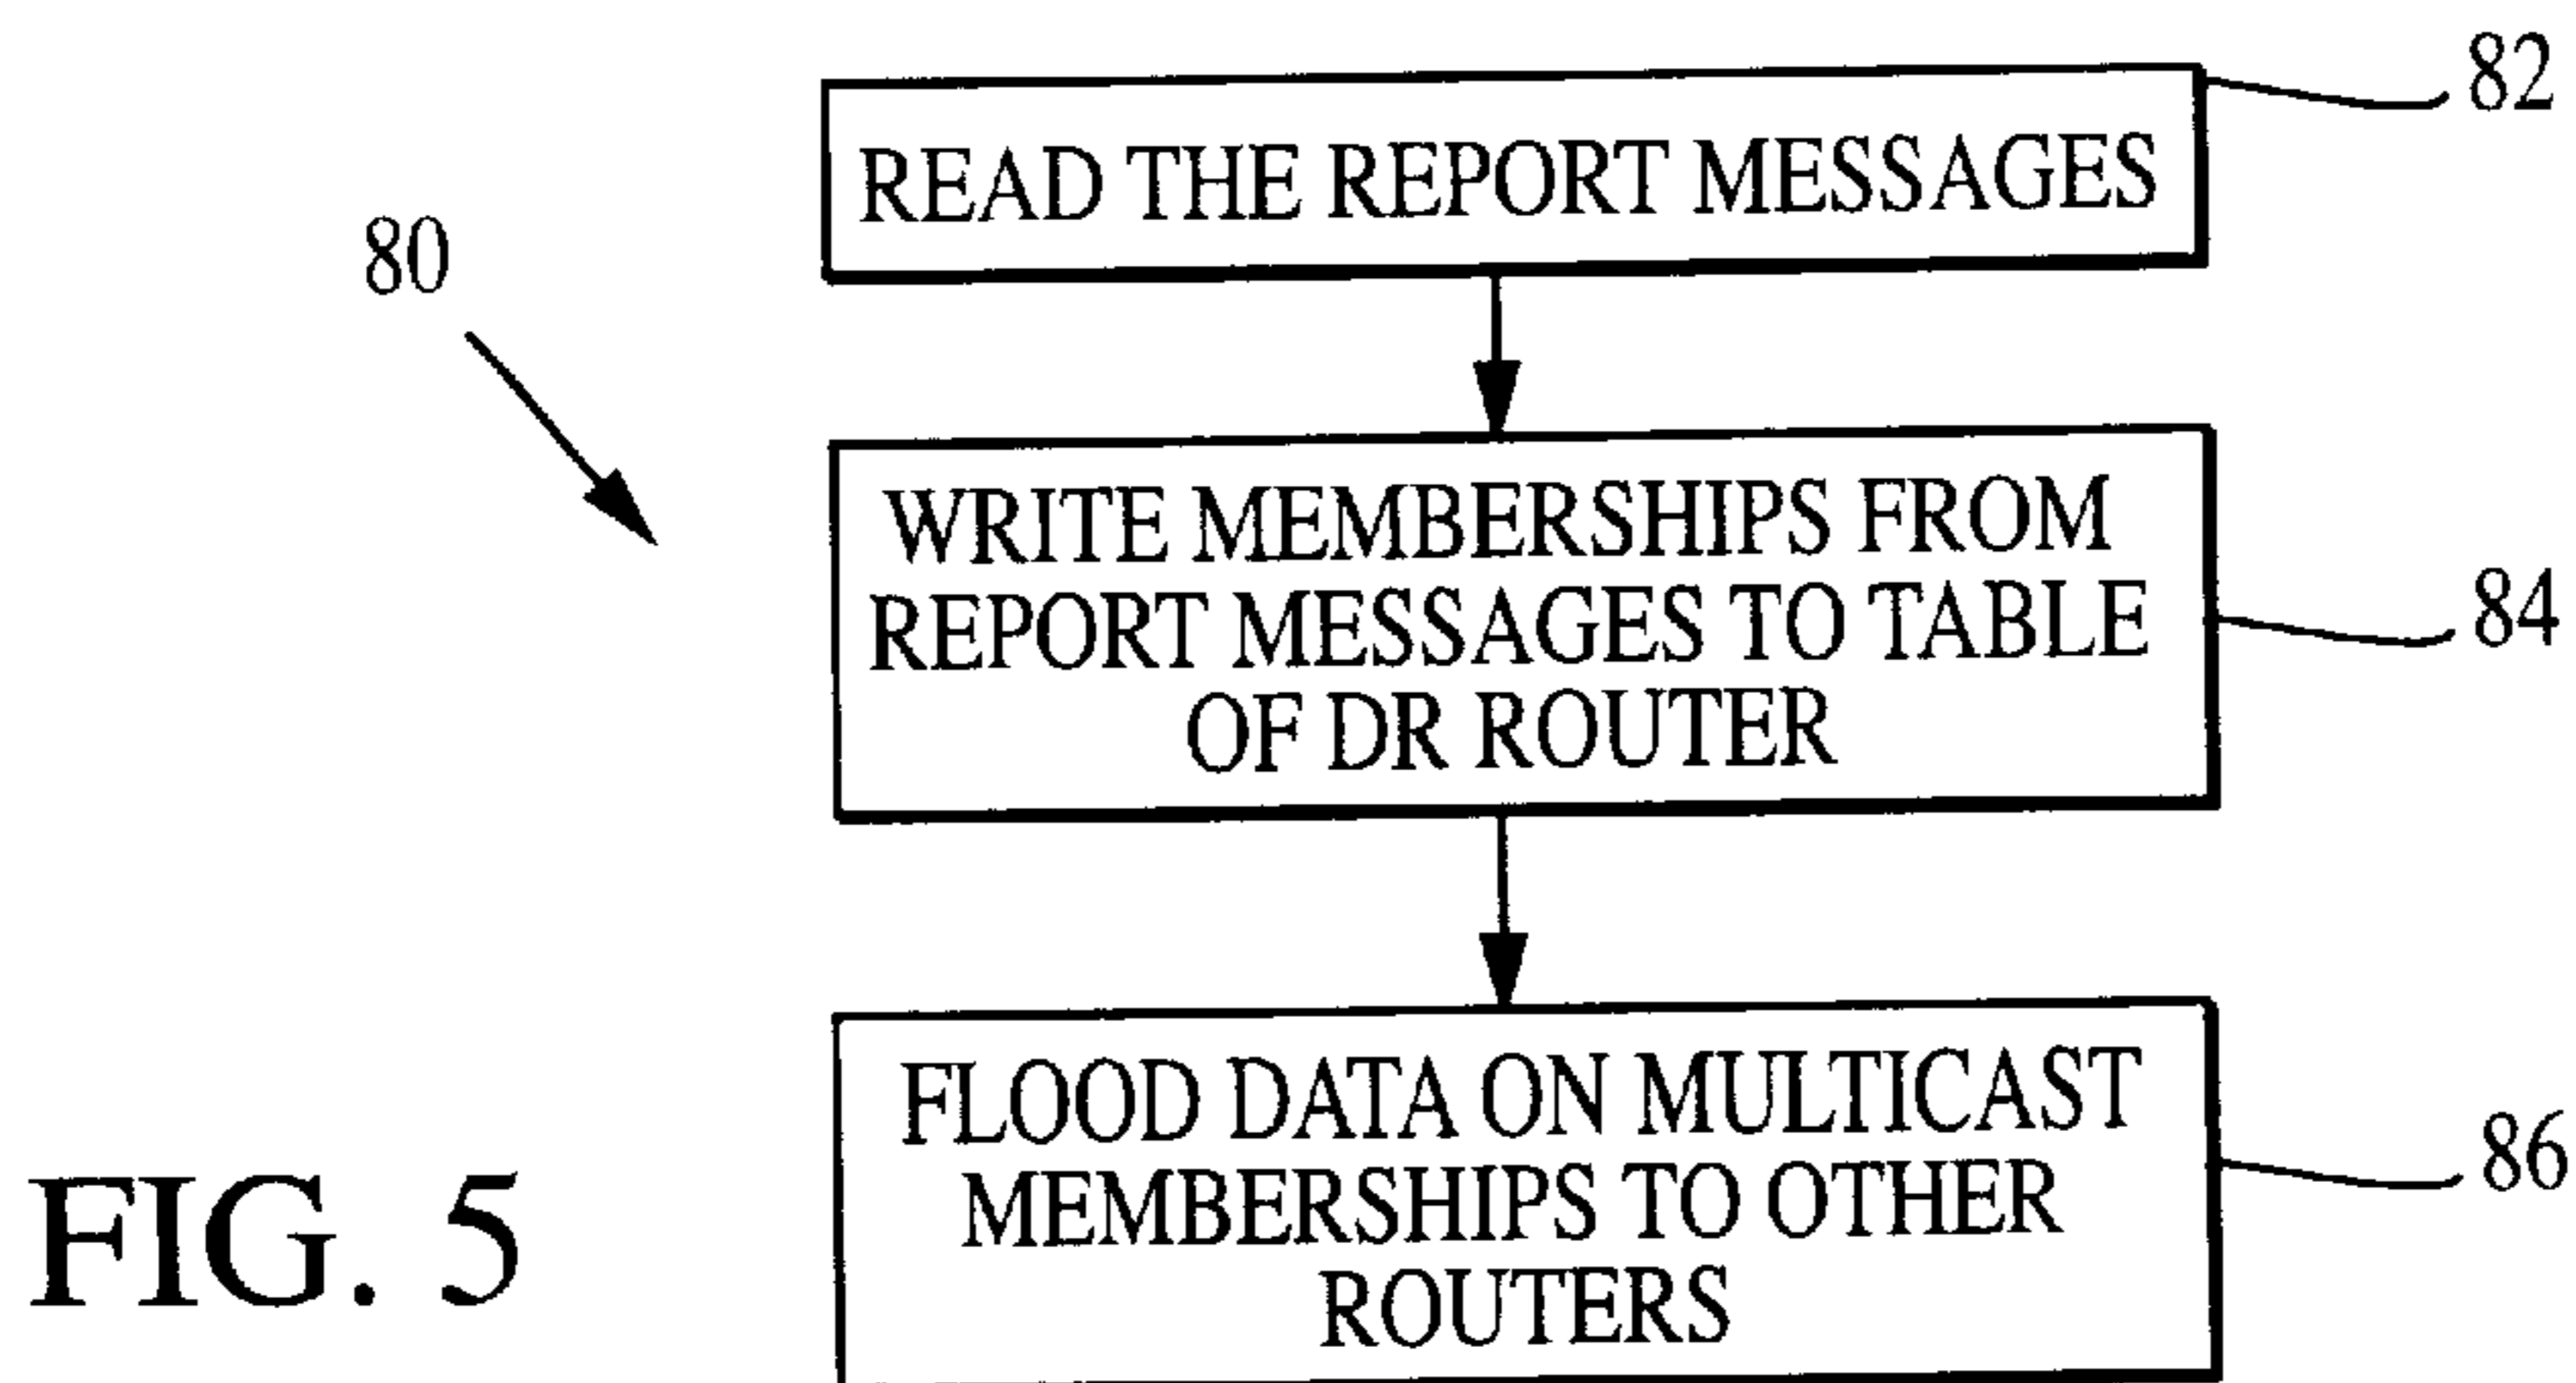 82
READ THE REPORT MESSAGES
80
WRITE MEMBERSHIPS FROM
REPORT MESSAGES TO TABLE
OF DR ROUTER
84
FLOOD DATA ON MULTICAST
MEMBERSHIPS TO OTHER
ROUTERS
86
FIG. 5